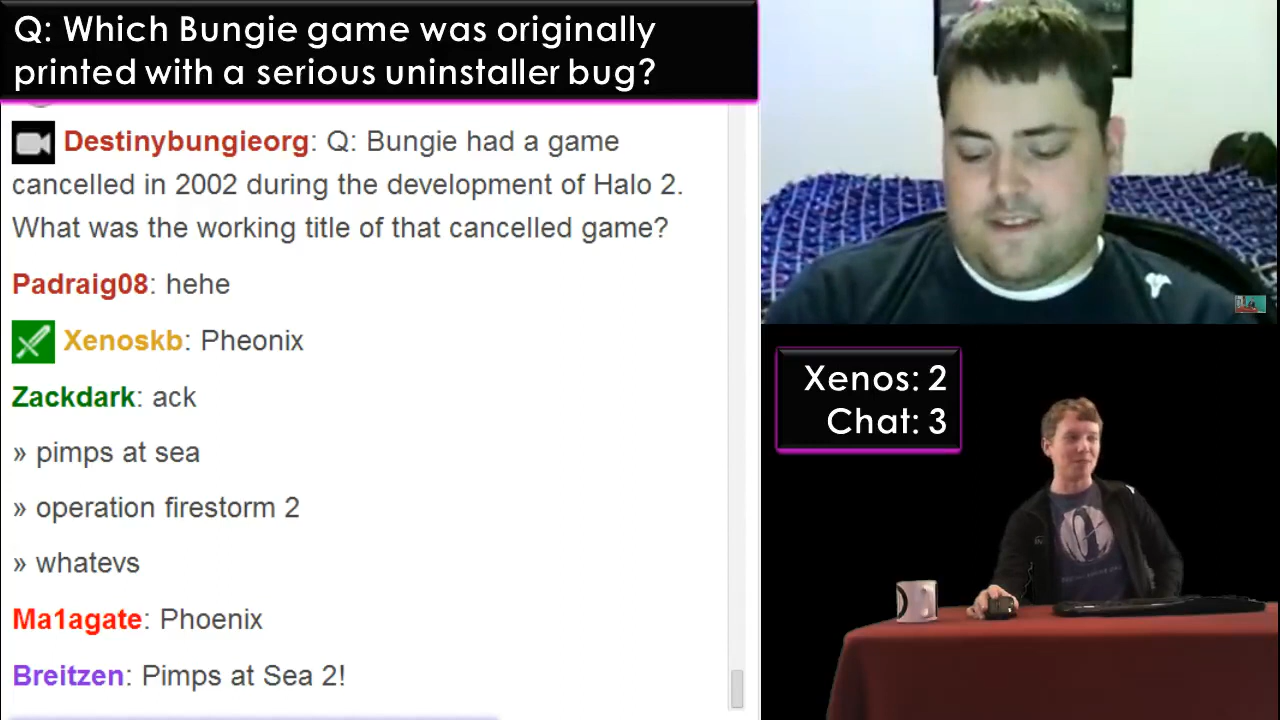 Q: Which Bungie game was originally
printed with a serious uninstaller bug?
Destinybungieorg: Q: Bungie had a game
cancelled in 2002 during the development of Halo 2.
What was the working title of that cancelled game?
Padraig08: hehe
Xenoskb: Pheonix
Zackdark: ack
» pimps at sea
» operation firestorm 2
» whatevs
Ma1agate: Phoenix
Breitzen: Pimps at Sea 2!
Xenos: 2
Chat: 3